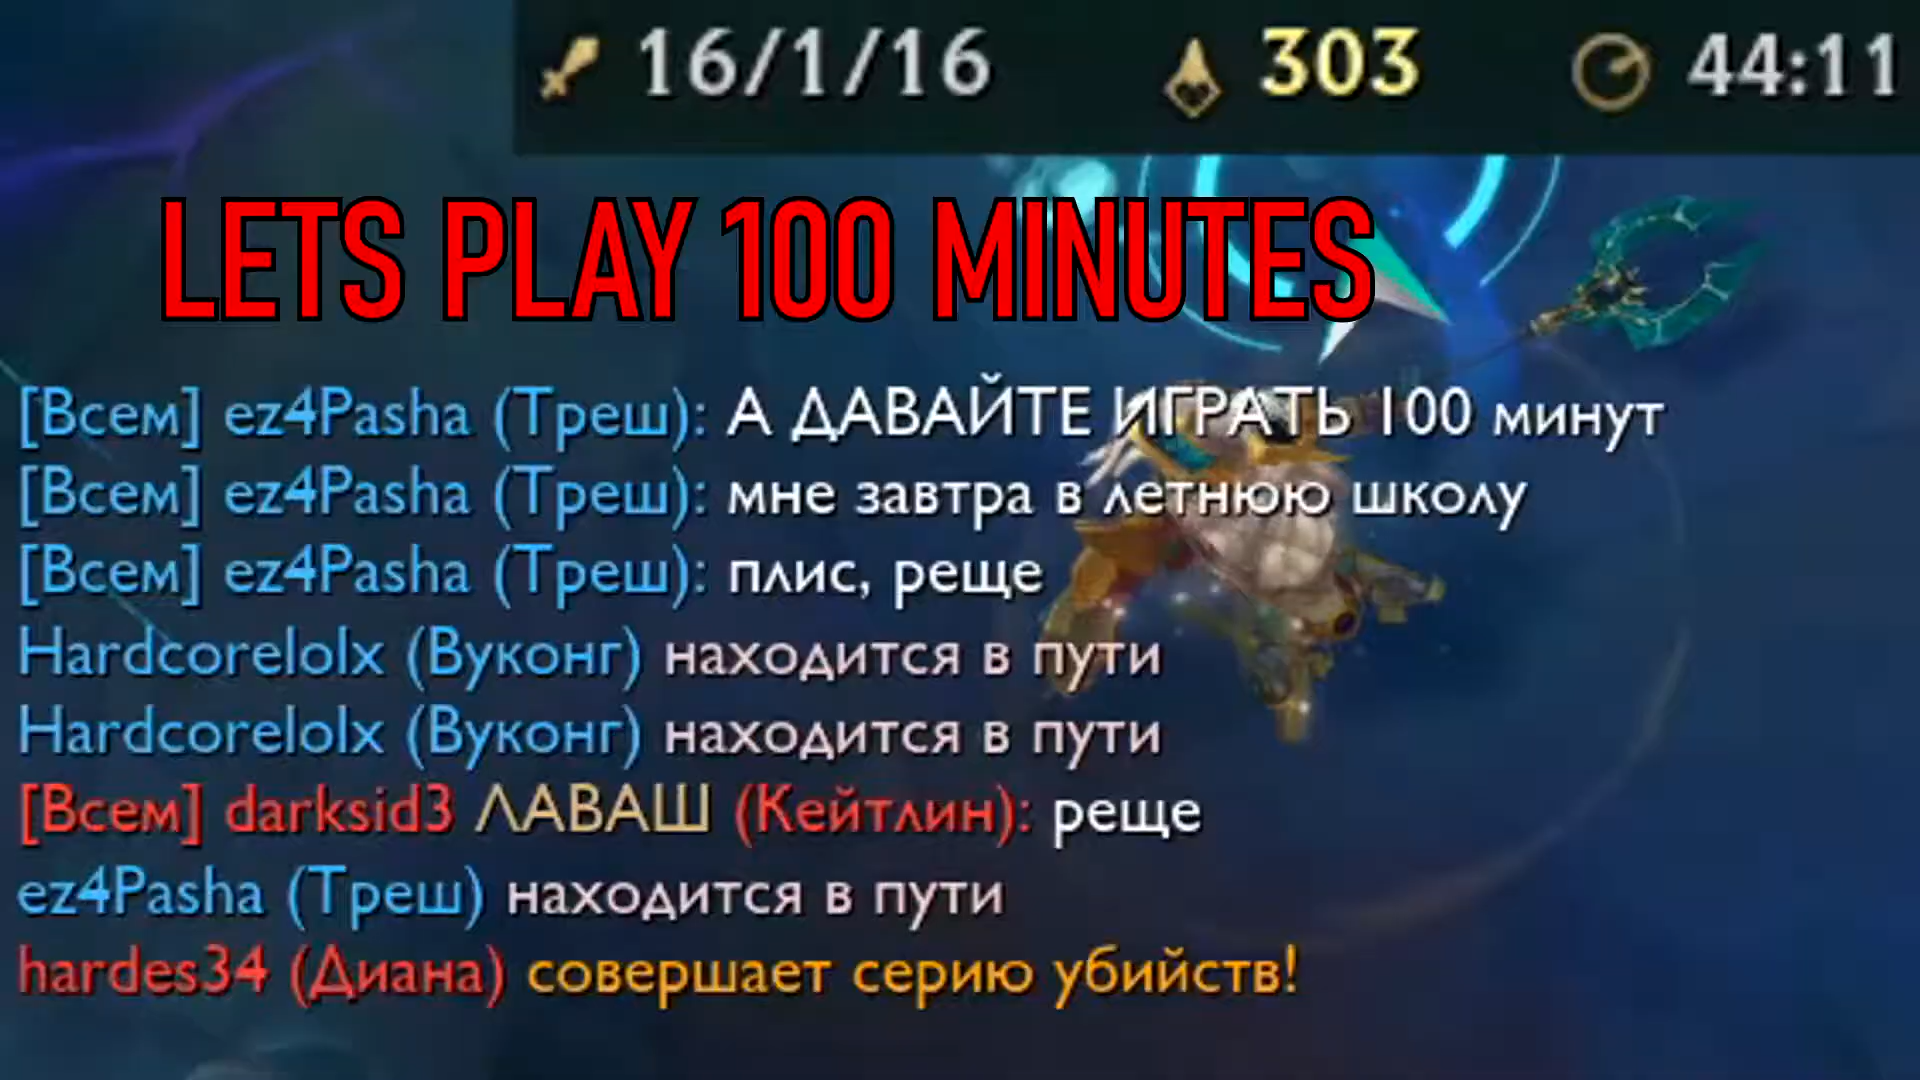 16/1/16 303 44:11
LETS PLAY 100 MINUTES
[Всем] ez4Pasha (Треш): А ДАВАЙТЕ ИГРАТЬ 100 минут
[Всем] ez4Pasha (Треш): мне завтра в летнюю школу
[Всем] ez4Pasha (Треш): плис, реще
Hardcorelolx (Вуконг) находится в пути
Hardcorelolx (Вуконг) находится в пути
[Всем] darksid3 ЛАВАШ (Кейтлин): реще
ez4Pasha (Треш) находится в пути
hardes34 (Диана) совершает серию убийств!